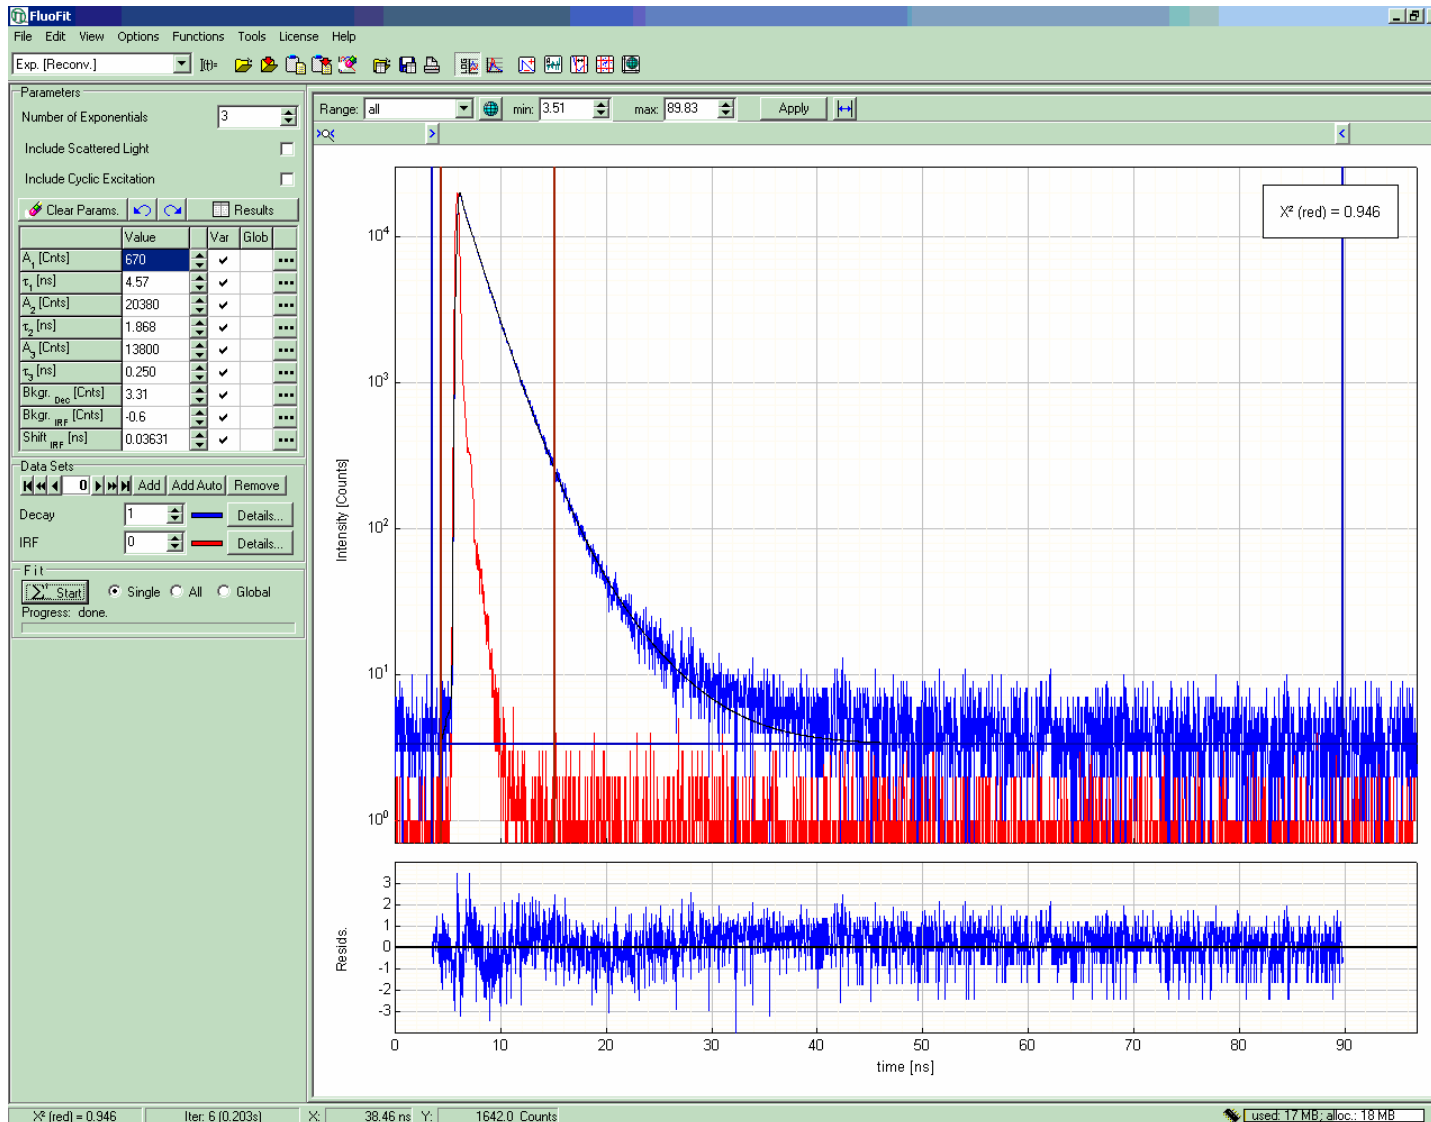 FluoFit
File Edit View Options Functions Tools License Help
Exp. [Reconv.] I(t)=
Parameters
Number of Exponentials 3
Include Scattered Light
Include Cyclic Excitation
Clear Params. Results
Value Var Glob
A1 [Cnts] 670
τ1 [ns] 4.57
A2 [Cnts] 20380
τ2 [ns] 1.868
A3 [Cnts] 13800
τ3 [ns] 0.250
Bkgr. Dec [Cnts] 3.31
Bkgr. IRF [Cnts] -0.6
Shift IRF [ns] 0.03631
Data Sets
0 Add Add Auto Remove
Decay 1 Details...
IRF 0 Details...
Fit
Start Single All Global
Progress: done.
Range: all min: 3.51 max: 89.83 Apply
X² (red) = 0.946
Intensity [Counts]
10⁴
10³
10²
10¹
10⁰
Resids.
3
2
1
0
-1
-2
-3
0 10 20 30 40 50 60 70 80 90
time [ns]
X² (red) = 0.946 Iter: 6 (0.203s) X: 38.46 ns Y: 1642.0 Counts used: 17 MB; alloc.: 18 MB